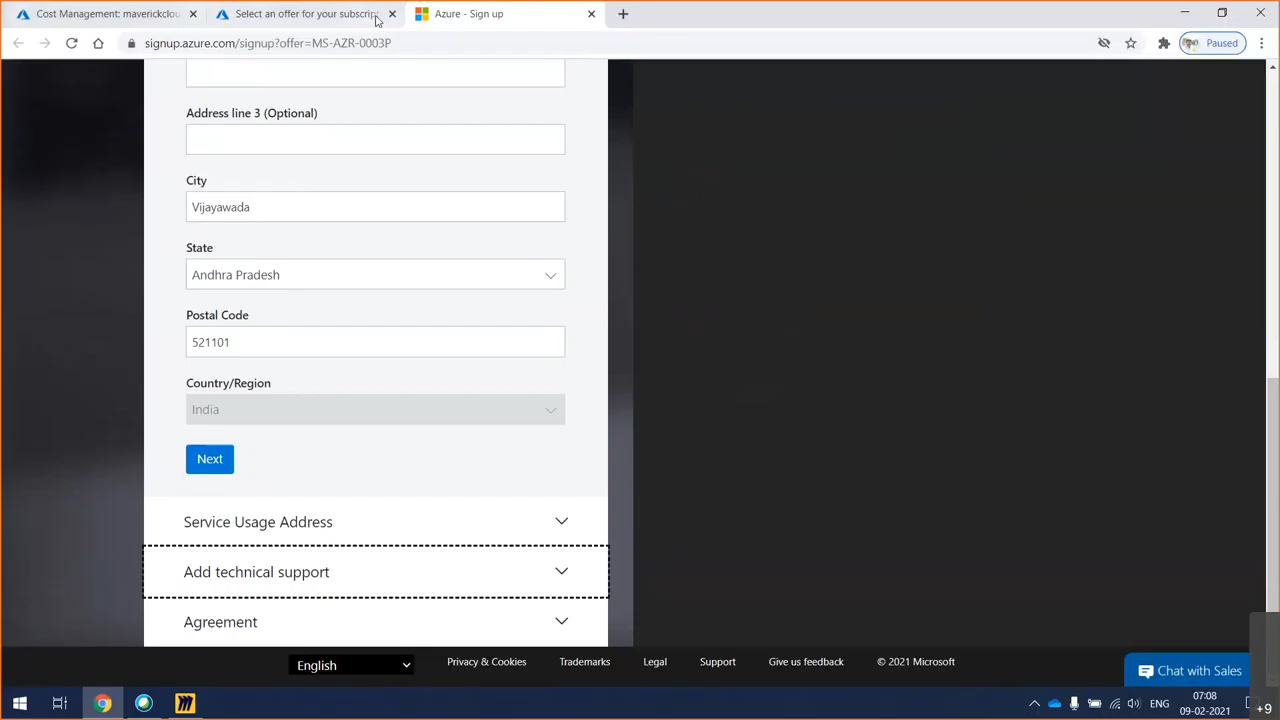 Cost Management: maverickclou
Select an offer for your subscript
Azure - Sign up
signup.azure.com/signup?offer=MS-AZR-0003P
Paused
Address line 3 (Optional)
City
Vijayawada
State
Andhra Pradesh
Postal Code
521101
Country/Region
India
Next
Service Usage Address
Add technical support
Agreement
English
Privacy & Cookies
Trademarks
Legal
Support
Give us feedback
© 2021 Microsoft
Chat with Sales
ENG
07:08
09-02-2021
+9